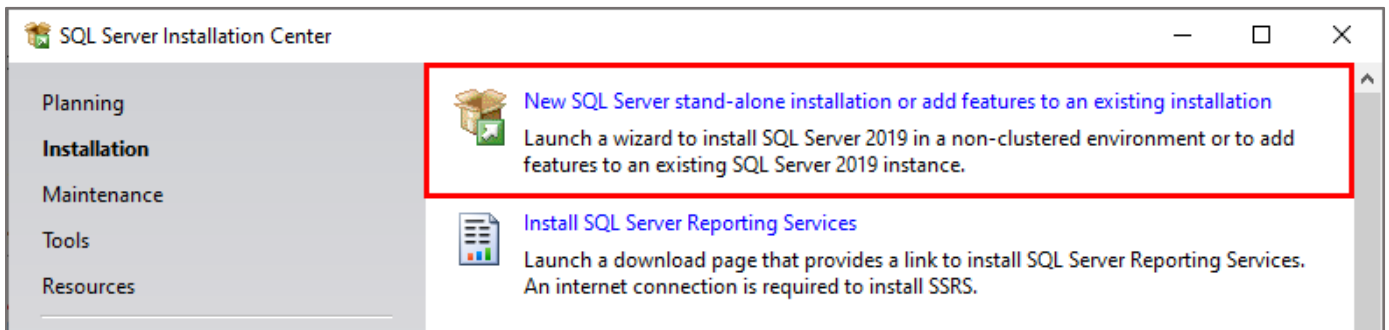 SQL Server Installation Center
Planning
Installation
Maintenance
Tools
Resources
New SQL Server stand-alone installation or add features to an existing installation
Launch a wizard to install SQL Server 2019 in a non-clustered environment or to add
features to an existing SQL Server 2019 instance.
Install SQL Server Reporting Services
Launch a download page that provides a link to install SQL Server Reporting Services.
An internet connection is required to install SSRS.